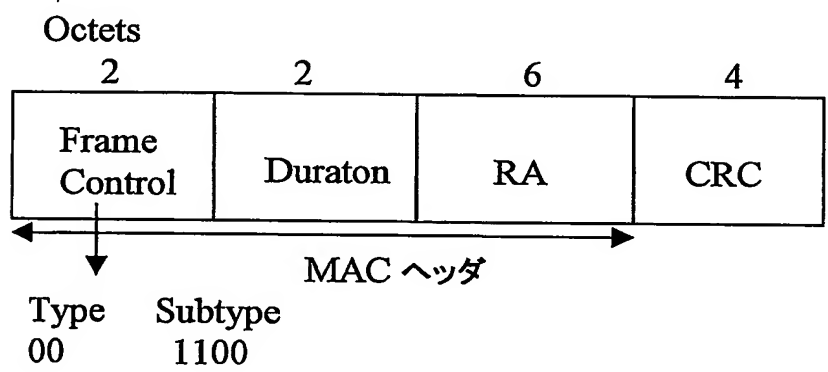 Octets
2 2 6 4
Frame Control Duraton RA CRC
MAC ヘッダ
Type Subtype
00 1100